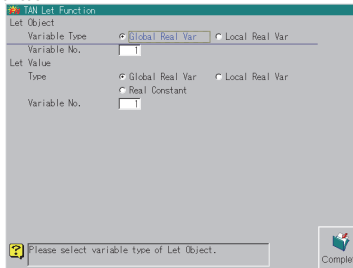 TAN Let Function
Let Object
Variable Type Global Real Var Local Real Var
Variable No. 1
Let Value
Type Global Real Var Local Real Var
Real Constant
Variable No. 1
Please select variable type of Let Object.
Complet